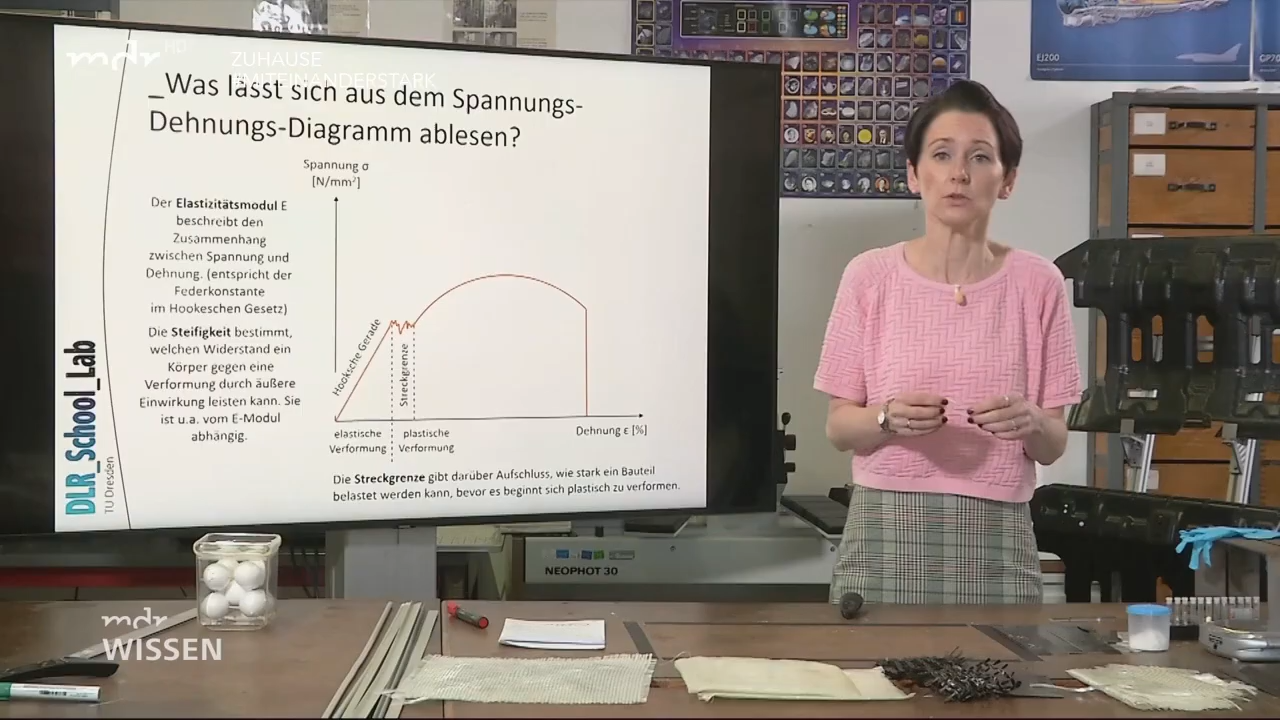 mdr HD
ZUHAUSE
#MITEINANDERSTARK
_Was lässt sich aus dem Spannungs-
Dehnungs-Diagramm ablesen?
Spannung σ
[N/mm²]
Der Elastizitätsmodul E
beschreibt den
Zusammenhang
zwischen Spannung und
Dehnung. (entspricht der
Federkonstante
im Hookeschen Gesetz)
Die Steifigkeit bestimmt,
welchen Widerstand ein
Körper gegen eine
Verformung durch äußere
Einwirkung leisten kann. Sie
ist u.a. vom E-Modul
abhängig.
Hooksche Gerade
Streckgrenze
elastische
Verformung
plastische
Verformung
Dehnung ε [%]
Die Streckgrenze gibt darüber Aufschluss, wie stark ein Bauteil
belastet werden kann, bevor es beginnt sich plastisch zu verformen.
DLR_School_Lab
TU Dresden
EJ200
NEOPHOT 30
mdr
WISSEN